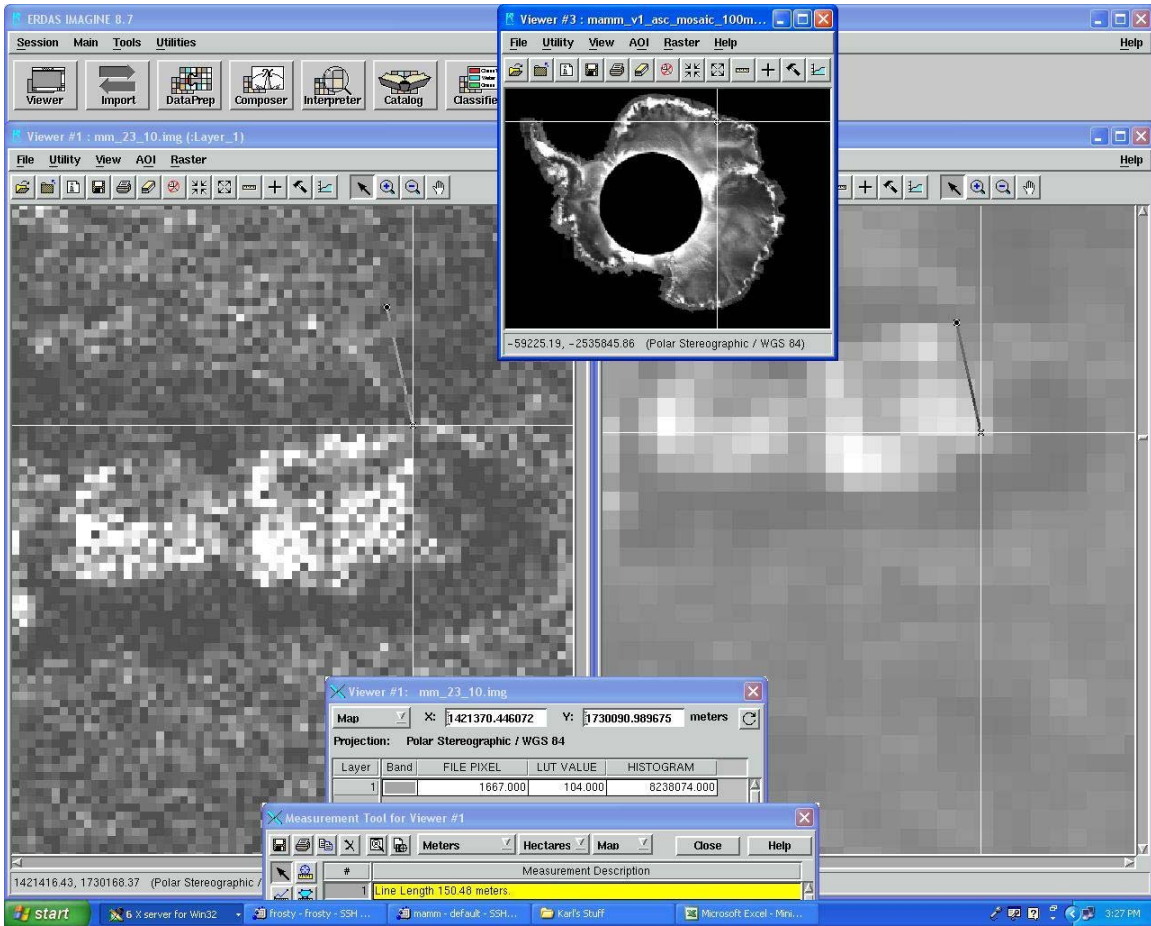 ERDAS IMAGINE 8.7
Session Main Tools Utilities
Help
Viewer Import DataPrep Composer Interpreter Catalog Classifie
Viewer #3 : mamm_v1_asc_mosaic_100m...
File Utility View AOI Raster Help
-59225.19, -2535845.86 (Polar Stereographic / WGS 84)
Viewer #1 : mm_23_10.img (:Layer_1)
File Utility View AOI Raster
Help
Viewer #1: mm_23_10.img
Map X: 1421370.446072 Y: 1730090.989675 meters
Projection: Polar Stereographic / WGS 84
Layer Band FILE PIXEL LUT VALUE HISTOGRAM
1 1667.000 104.000 8238074.000
Measurement Tool for Viewer #1
Meters Hectares Map Close Help
# Measurement Description
1 Line Length 150.48 meters.
1421416.43, 1730168.37 (Polar Stereographic /
start 6 X server for Win32 frosty - frosty - SSH ... mamm - default - SSH... Karl's Stuff Microsoft Excel - Mini... 3:27 PM